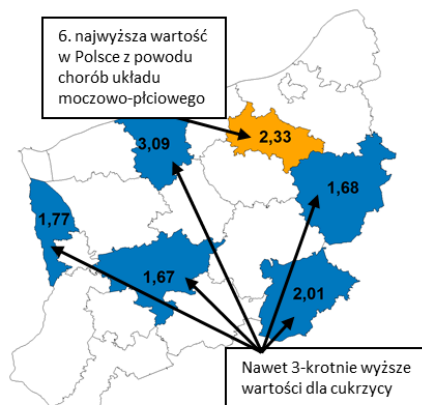 6. najwyższa wartość
w Polsce z powodu
chorób układu
moczowo-płciowego
3,09
2,33
1,68
1,77
1,67
2,01
Nawet 3-krotnie wyższe
wartości dla cukrzycy